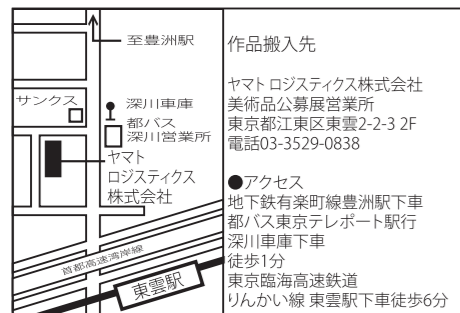 至豊洲駅
サンクス
深川車庫
都バス
深川営業所
ヤマト
ロジスティクス
株式会社
首都高速湾岸線
東雲駅
作品搬入先
ヤマト ロジスティクス株式会社
美術品公募展営業所
東京都江東区東雲2-2-3 2F
電話03-3529-0838
●アクセス
地下鉄有楽町線豊洲駅下車
都バス東京テレポート駅行
深川車庫下車
徒歩1分
東京臨海高速鉄道
りんかい線 東雲駅下車徒歩6分